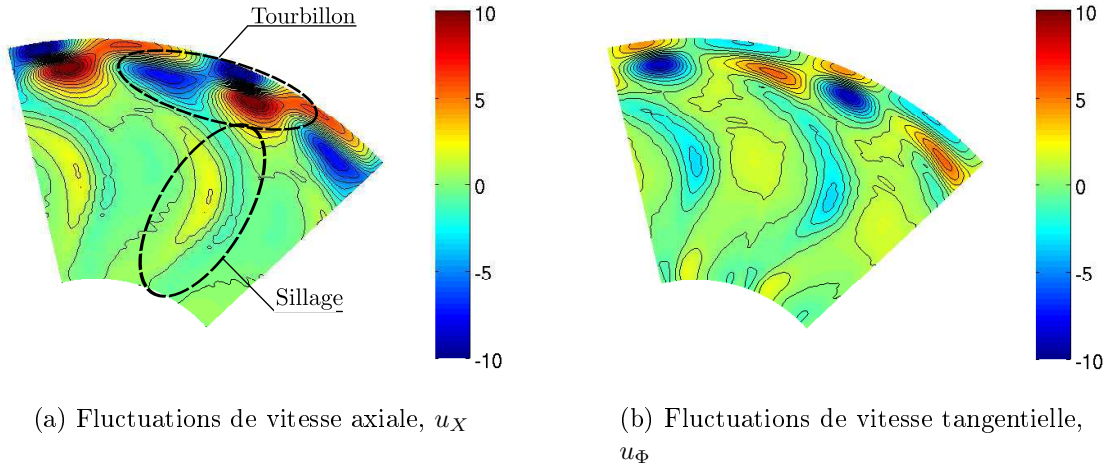 Tourbillon
10
5
0
-5
-10
Sillage
10
5
0
-5
-10
(a) Fluctuations de vitesse axiale, u_X
(b) Fluctuations de vitesse tangentielle,
u_Φ